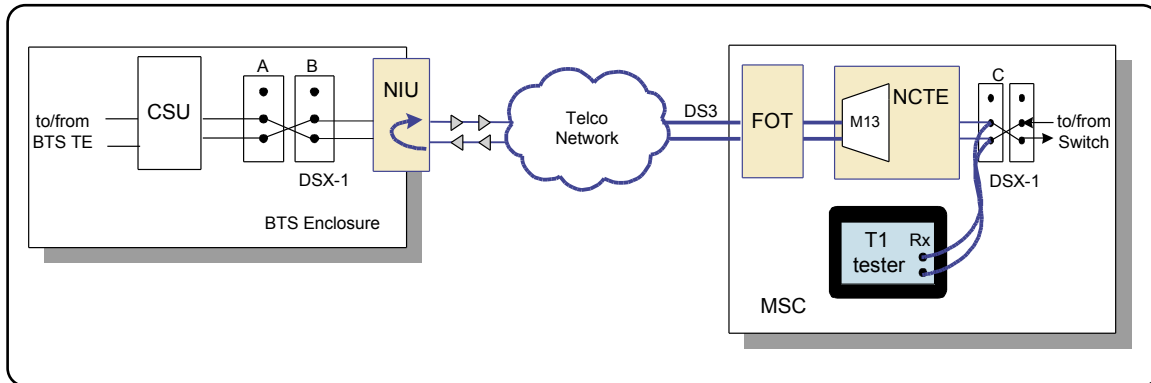 to/from
BTS TE
CSU
A
B
DSX-1
NIU
BTS Enclosure
Telco
Network
DS3
FOT
M13
NCTE
C
to/from
Switch
DSX-1
T1
tester
Rx
MSC